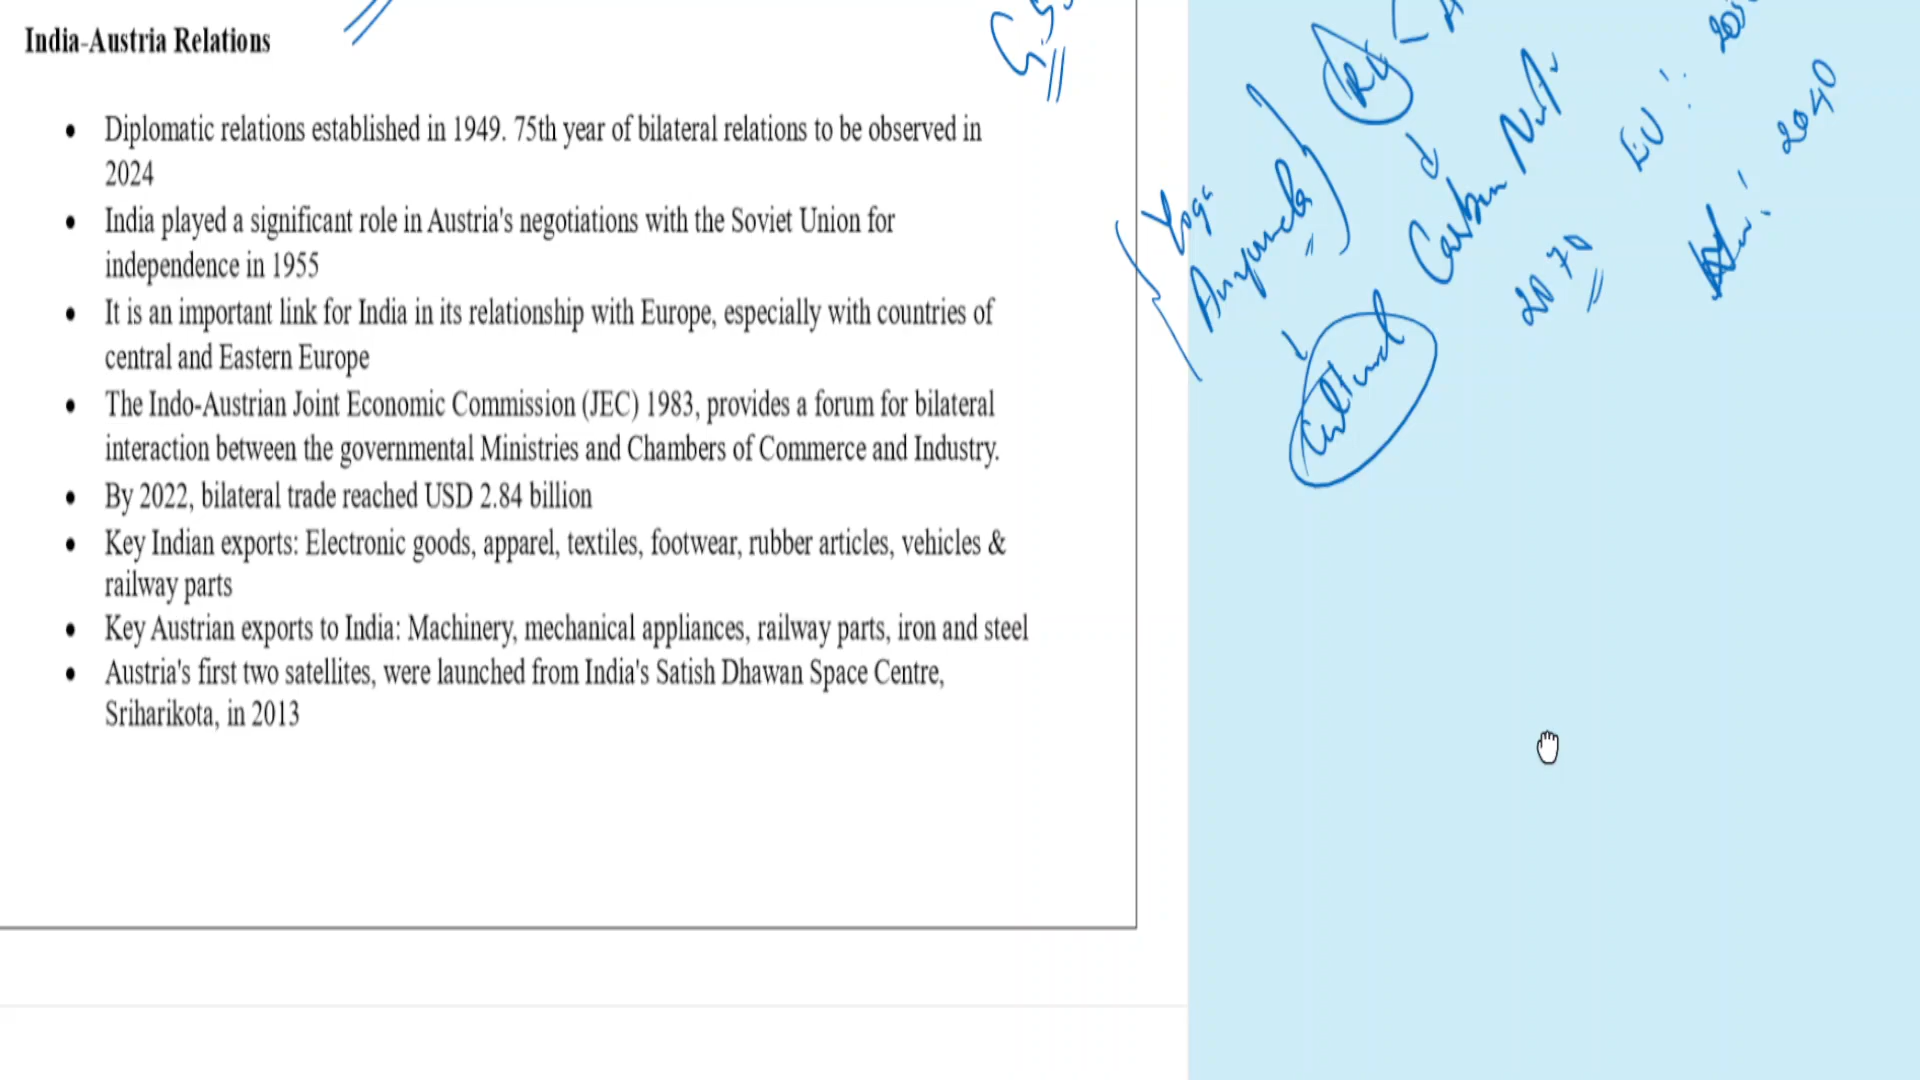 India-Austria Relations
• Diplomatic relations established in 1949. 75th year of bilateral relations to be observed in
2024
• India played a significant role in Austria's negotiations with the Soviet Union for
independence in 1955
• It is an important link for India in its relationship with Europe, especially with countries of
central and Eastern Europe
• The Indo-Austrian Joint Economic Commission (JEC) 1983, provides a forum for bilateral
interaction between the governmental Ministries and Chambers of Commerce and Industry.
• By 2022, bilateral trade reached USD 2.84 billion
• Key Indian exports: Electronic goods, apparel, textiles, footwear, rubber articles, vehicles &
railway parts
• Key Austrian exports to India: Machinery, mechanical appliances, railway parts, iron and steel
• Austria's first two satellites, were launched from India's Satish Dhawan Space Centre,
Sriharikota, in 2013
Yoga
Ayurveda
Cultural
Carbon
2070
EU:
2040